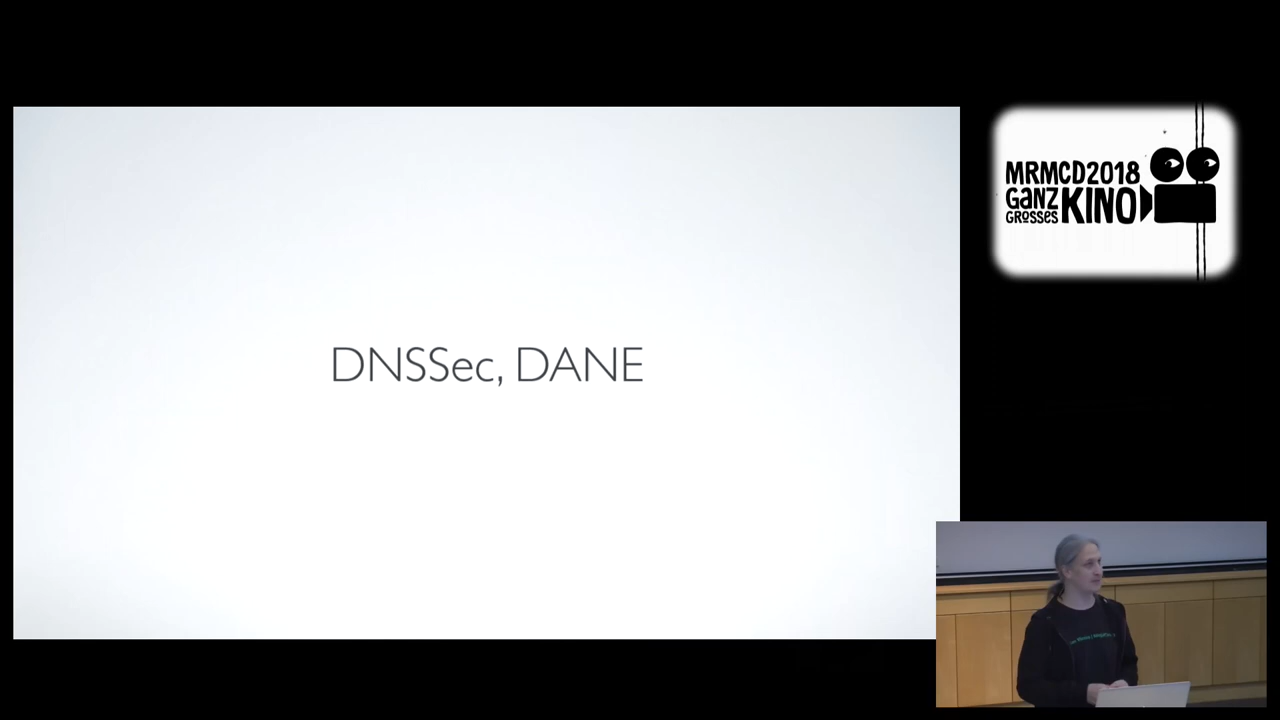 DNSSec, DANE
MRMCD2018
GANZ
GROSSES
KINO